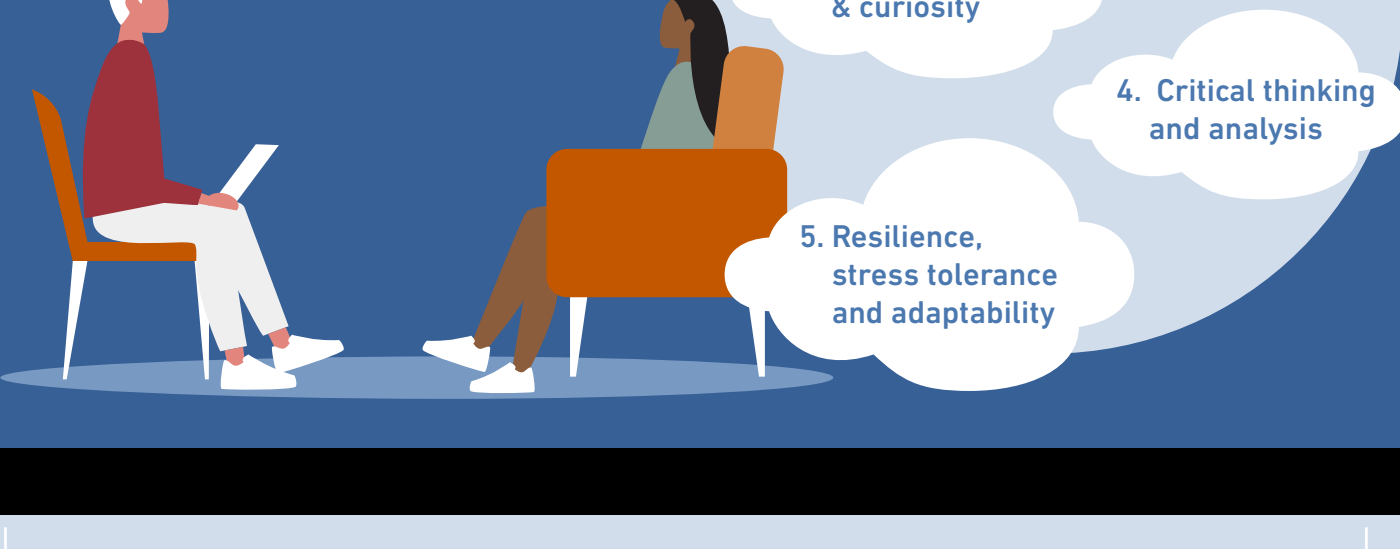 & curiosity
4. Critical thinking
and analysis
5. Resilience,
stress tolerance
and adaptability